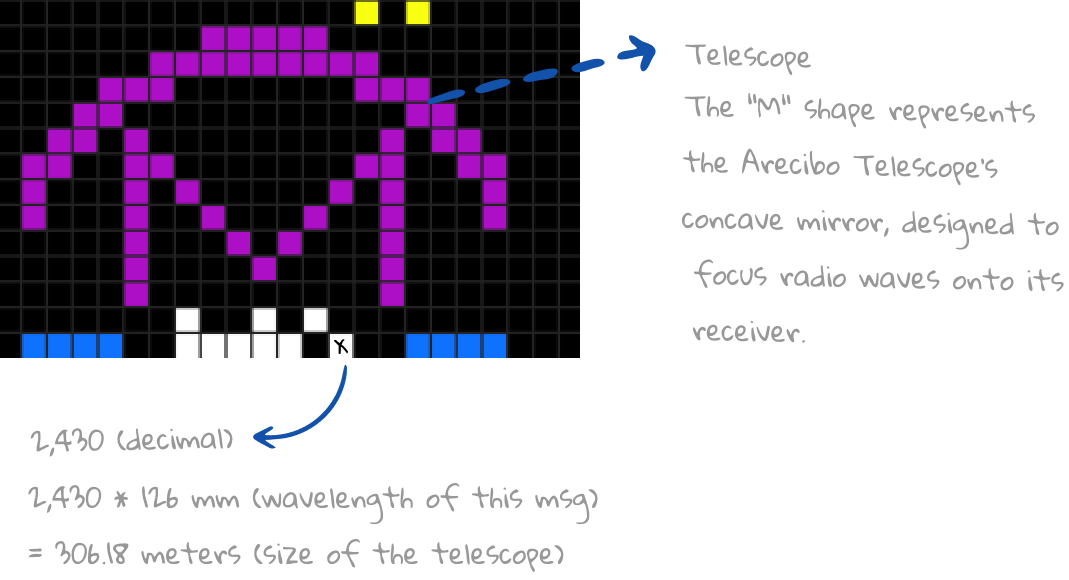 Telescope
The "M" shape represents
the Arecibo Telescope's
concave mirror, designed to
focus radio waves onto its
receiver.
X
2,430 (decimal)
2,430 * 126 mm (wavelength of this msg)
= 306.18 meters (size of the telescope)